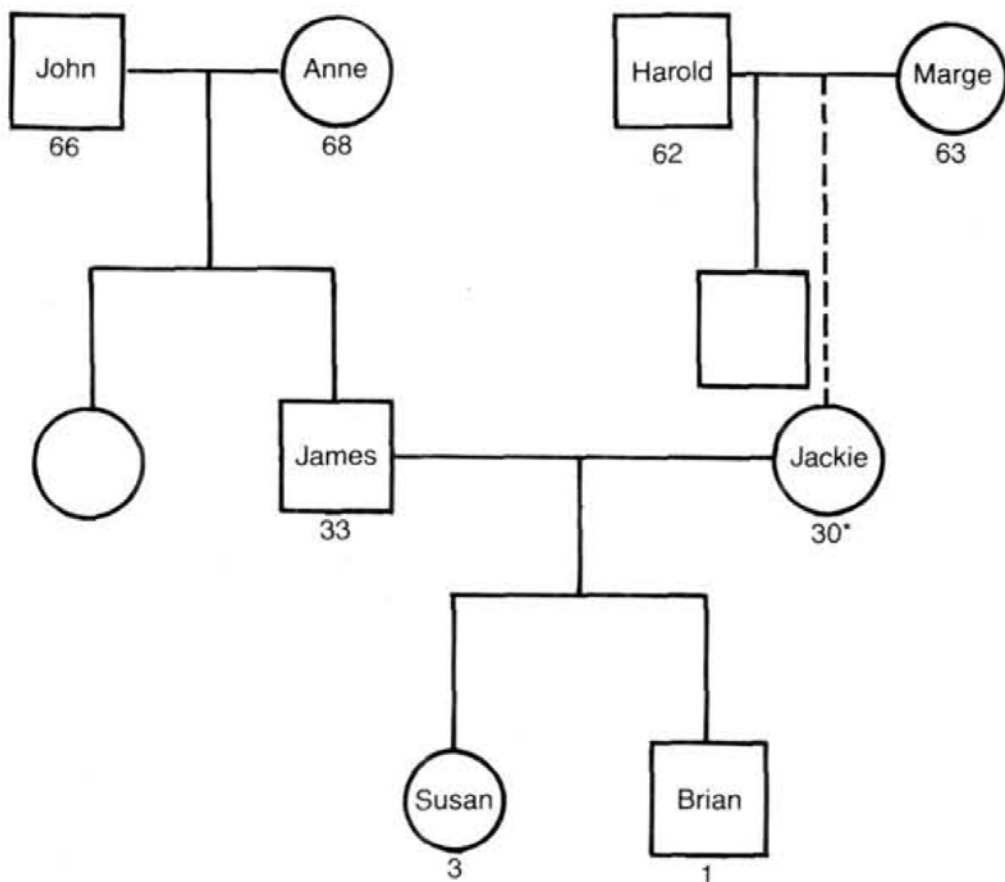 John
Anne
Harold
Marge
66
68
62
63
James
Jackie
33
30*
Susan
Brian
3
1